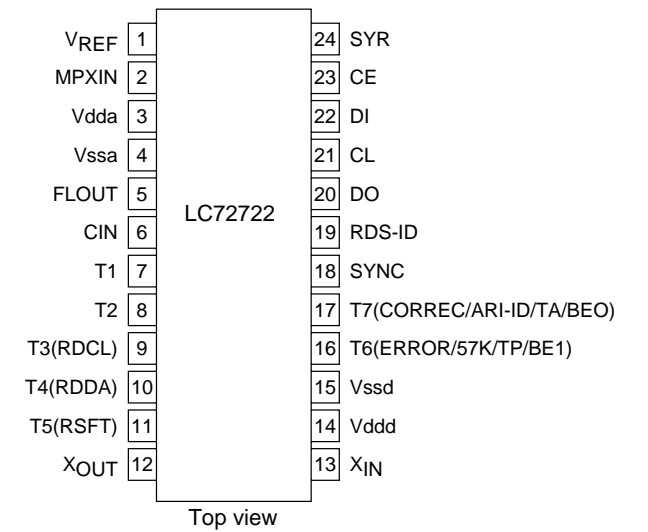 VREF 1 24 SYR
MPXIN 2 23 CE
Vdda 3 22 DI
Vssa 4 21 CL
FLOUT 5 20 DO
LC72722
CIN 6 19 RDS-ID
T1 7 18 SYNC
T2 8 17 T7(CORREC/ARI-ID/TA/BEO)
T3(RDCL) 9 16 T6(ERROR/57K/TP/BE1)
T4(RDDA) 10 15 Vssd
T5(RSFT) 11 14 Vddd
XOUT 12 13 XIN
Top view